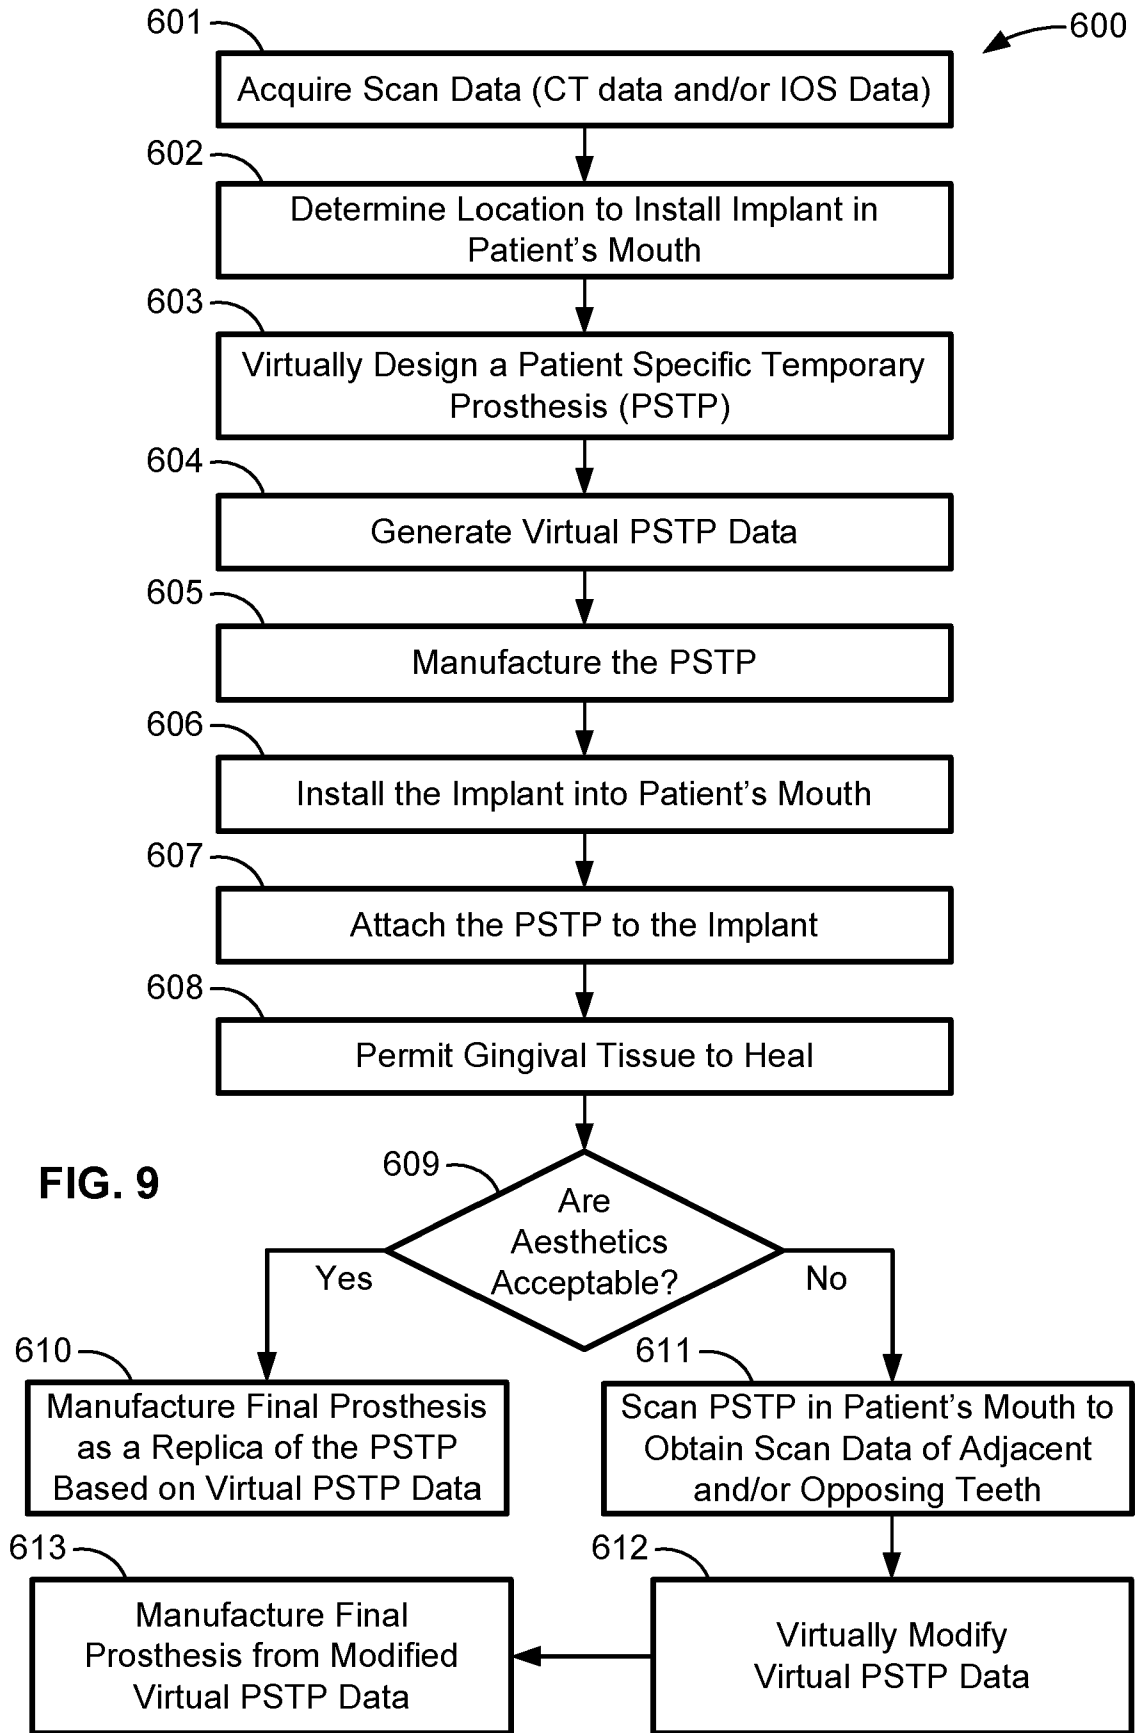 601
600
Acquire Scan Data (CT data and/or IOS Data)
602
Determine Location to Install Implant in
Patient's Mouth
603
Virtually Design a Patient Specific Temporary
Prosthesis (PSTP)
604
Generate Virtual PSTP Data
605
Manufacture the PSTP
606
Install the Implant into Patient's Mouth
607
Attach the PSTP to the Implant
608
Permit Gingival Tissue to Heal
FIG. 9
609
Are
Aesthetics
Acceptable?
Yes
No
610
Manufacture Final Prosthesis
as a Replica of the PSTP
Based on Virtual PSTP Data
611
Scan PSTP in Patient's Mouth to
Obtain Scan Data of Adjacent
and/or Opposing Teeth
612
Virtually Modify
Virtual PSTP Data
613
Manufacture Final
Prosthesis from Modified
Virtual PSTP Data